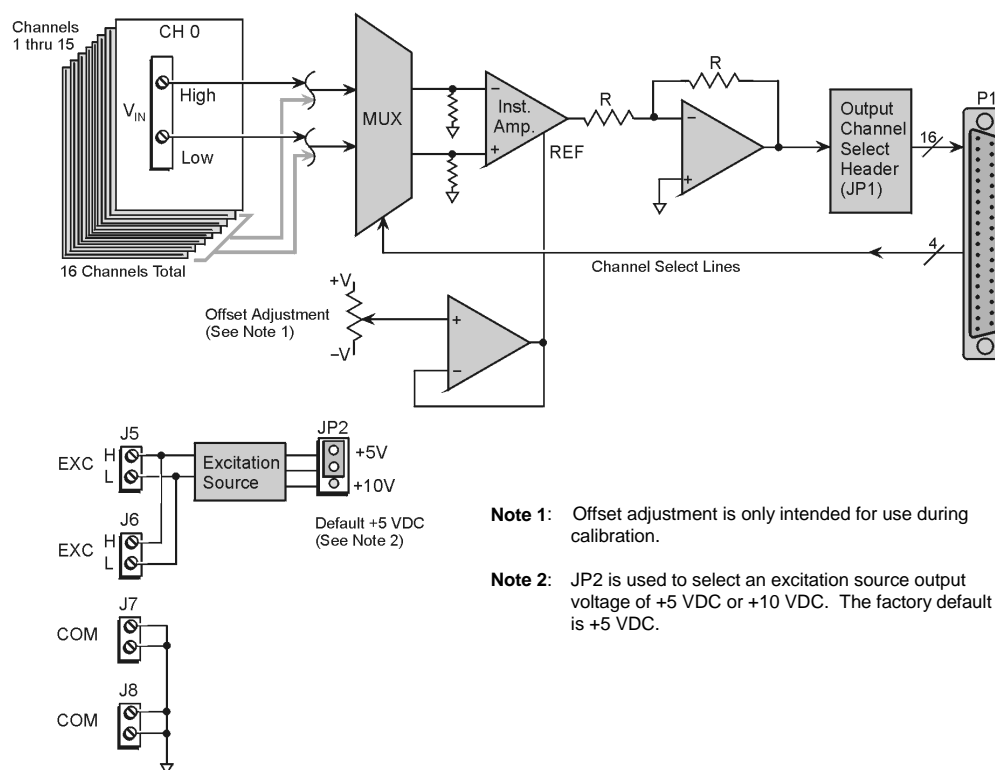 Channels
1 thru 15
CH 0
VIN
High
Low
16 Channels Total
MUX
−
Inst.
Amp.
+
REF
R
R
−
+
Output
Channel
Select
Header
(JP1)
16
P1
4
Channel Select Lines
+V
Offset Adjustment
(See Note 1)
−V
+
−
J5
EXC H
L
Excitation
Source
JP2
+5V
+10V
Default +5 VDC
(See Note 2)
J6
EXC H
L
J7
COM
J8
COM
Note 1: Offset adjustment is only intended for use during
calibration.
Note 2: JP2 is used to select an excitation source output
voltage of +5 VDC or +10 VDC. The factory default
is +5 VDC.